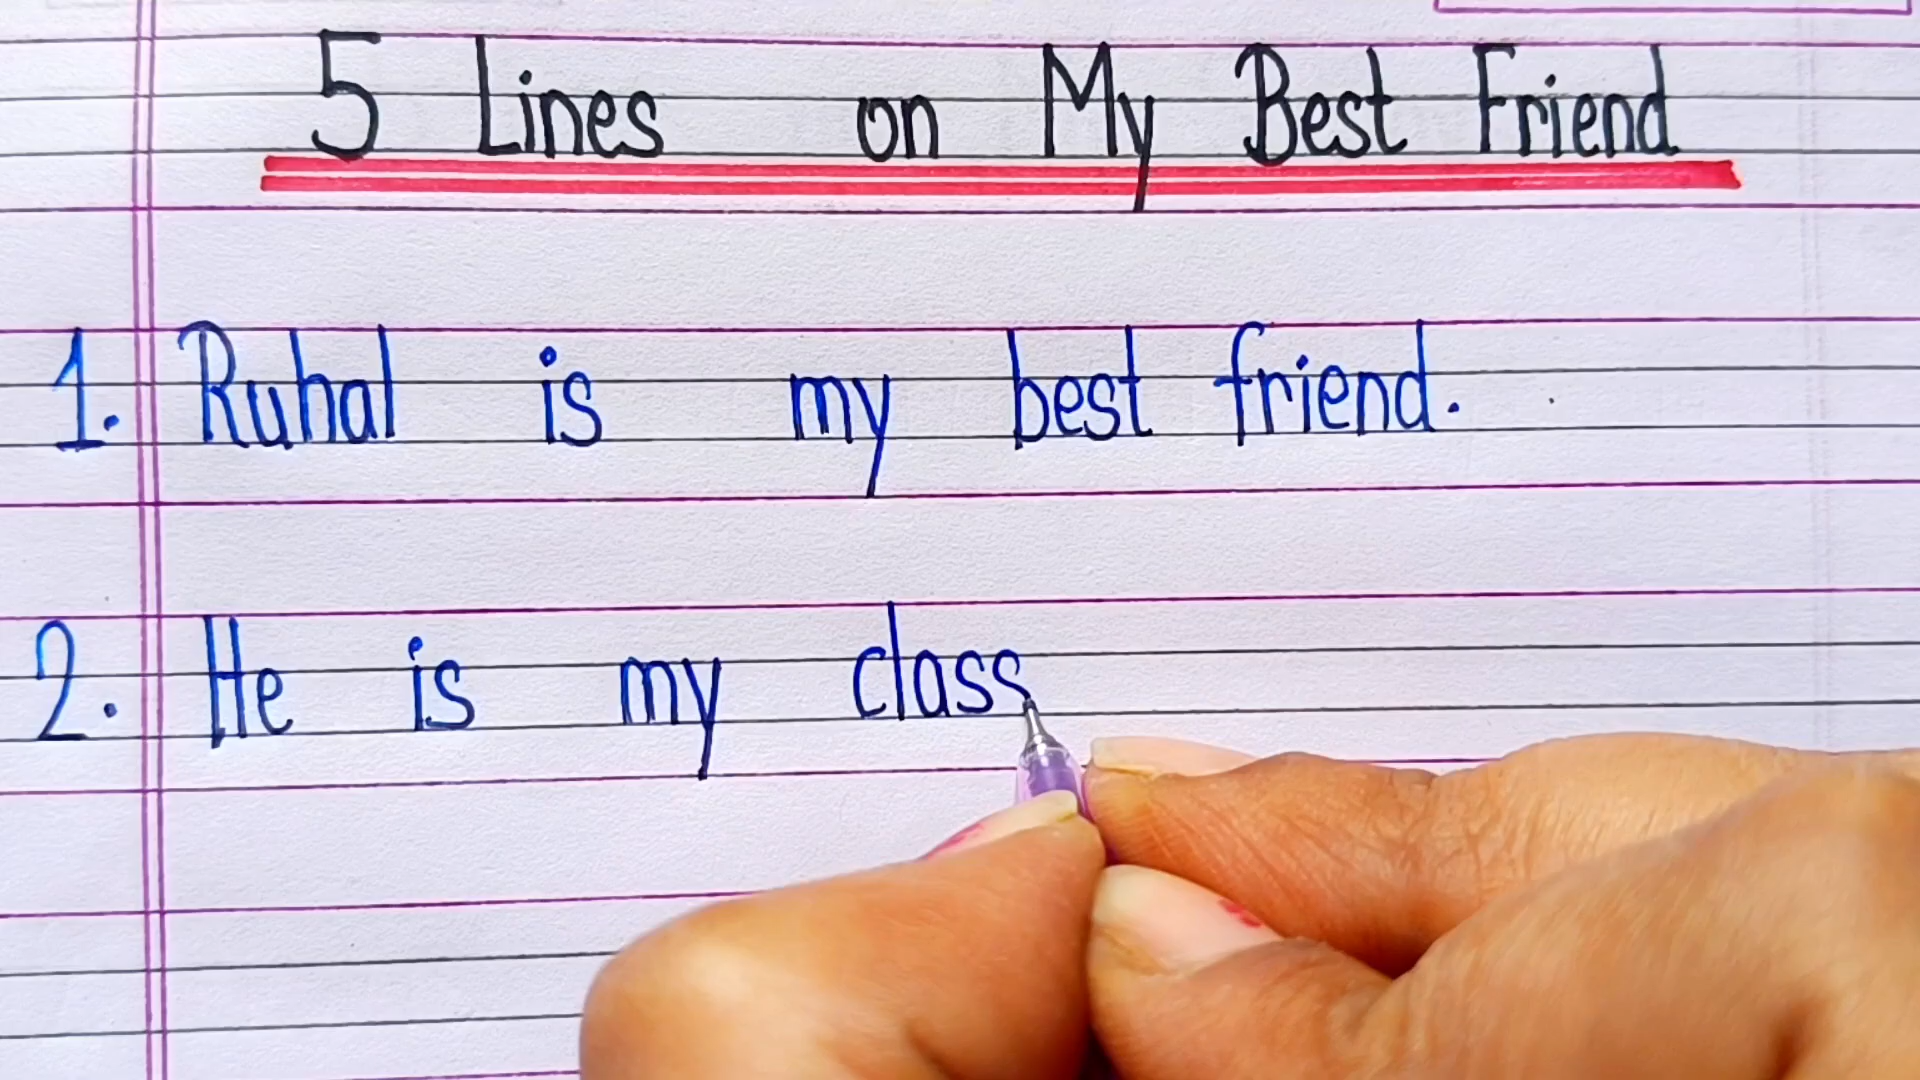 5 Lines on My Best Friend
1. Ruhal is my best friend.
2. He is my class